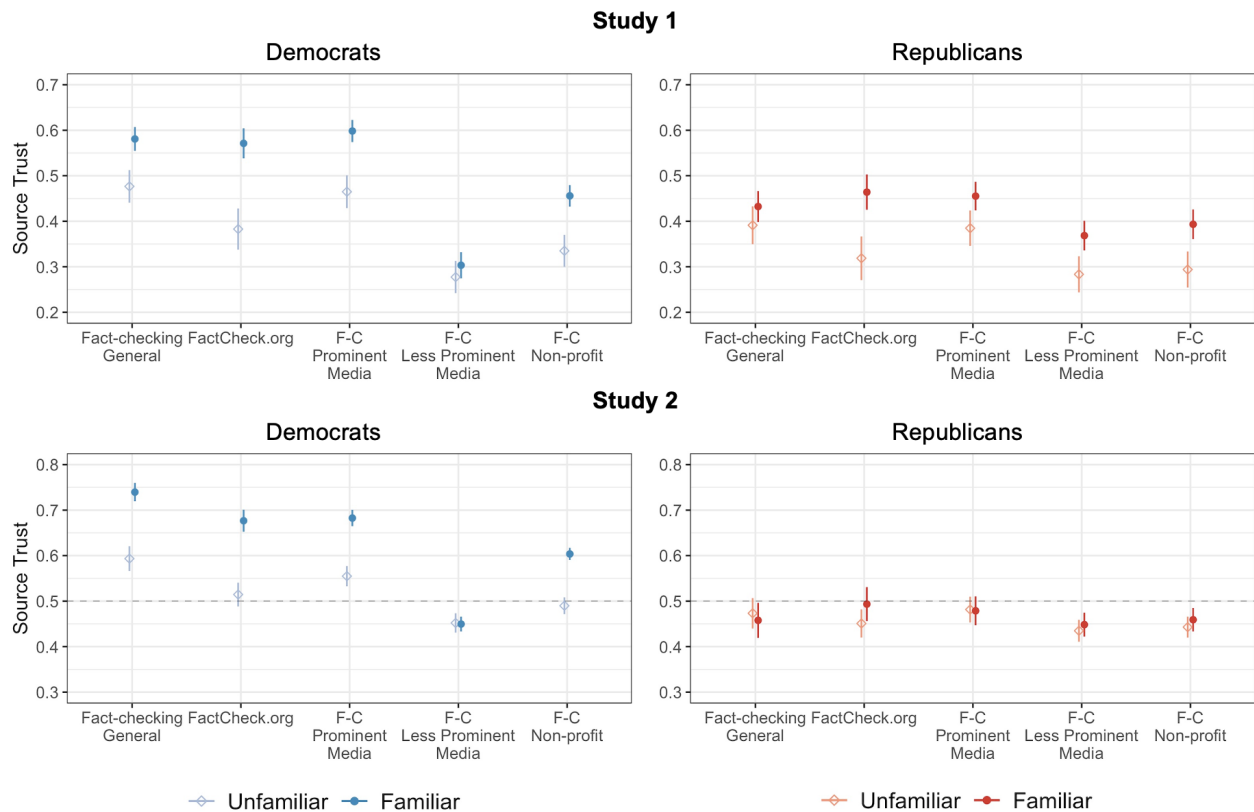 Study 1
Democrats
Republicans
Source Trust
0.7
0.6
0.5
0.4
0.3
0.2
0.7
0.6
0.5
0.4
0.3
0.2
Fact-checking
General
FactCheck.org
F-C
Prominent
Media
F-C
Less Prominent
Media
F-C
Non-profit
Fact-checking
General
FactCheck.org
F-C
Prominent
Media
F-C
Less Prominent
Media
F-C
Non-profit
Study 2
Democrats
Republicans
Source Trust
0.8
0.7
0.6
0.5
0.4
0.3
0.8
0.7
0.6
0.5
0.4
0.3
Fact-checking
General
FactCheck.org
F-C
Prominent
Media
F-C
Less Prominent
Media
F-C
Non-profit
Fact-checking
General
FactCheck.org
F-C
Prominent
Media
F-C
Less Prominent
Media
F-C
Non-profit
Unfamiliar
Familiar
Unfamiliar
Familiar